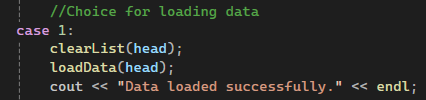 //Choice for loading data
case 1:
clearList(head);
loadData(head);
cout << "Data loaded successfully." << endl;